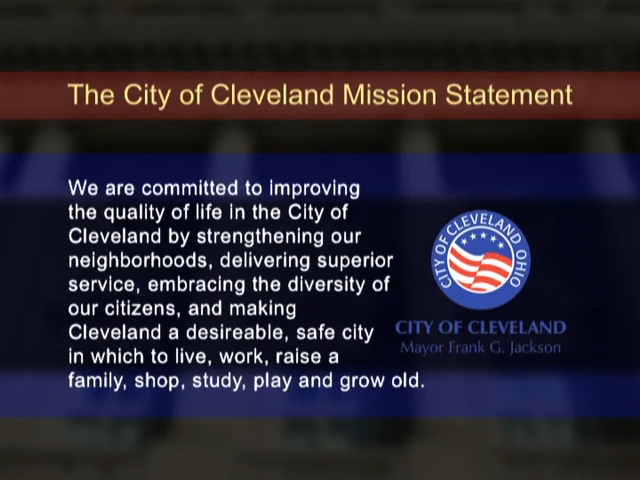 The City of Cleveland Mission Statement
We are committed to improving
the quality of life in the City of
Cleveland by strengthening our
neighborhoods, delivering superior
service, embracing the diversity of
our citizens, and making
Cleveland a desireable, safe city
in which to live, work, raise a
family, shop, study, play and grow old.
CITY OF CLEVELAND, OHIO
CITY OF CLEVELAND
Mayor Frank G. Jackson